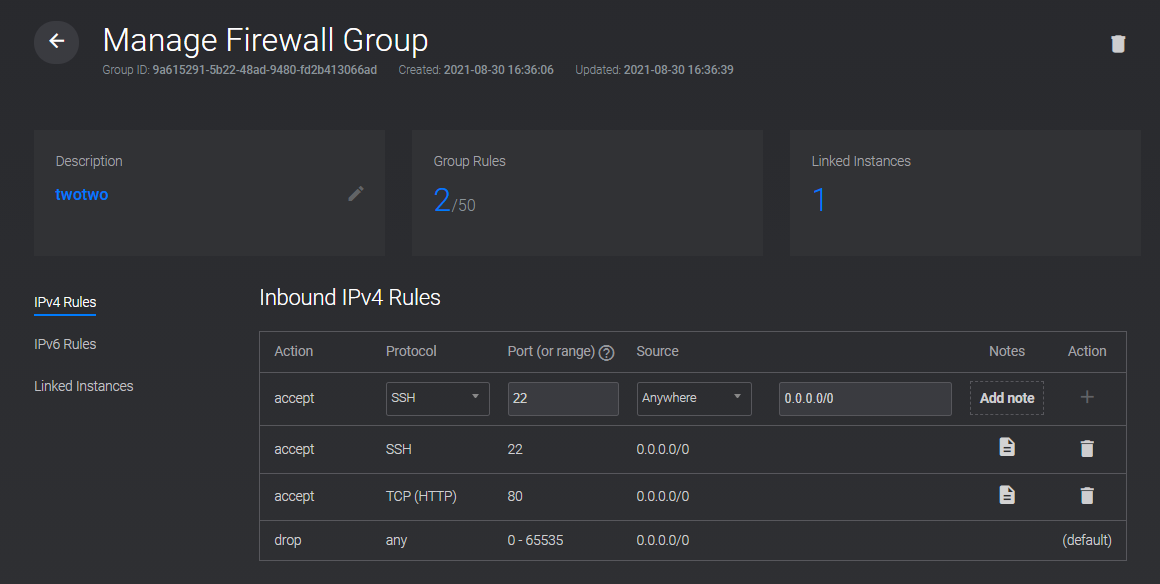 Manage Firewall Group
Group ID: 9a615291-5b22-48ad-9480-fd2b413066ad Created: 2021-08-30 16:36:06 Updated: 2021-08-30 16:36:39
Description Group Rules Linked Instances
twotwo 2/50 1
IPv4 Rules
IPv6 Rules
Linked Instances
Inbound IPv4 Rules
Action Protocol Port (or range) ? Source Notes Action
accept SSH 22 Anywhere 0.0.0.0/0 Add note +
accept SSH 22 0.0.0.0/0
accept TCP (HTTP) 80 0.0.0.0/0
drop any 0 - 65535 0.0.0.0/0 (default)